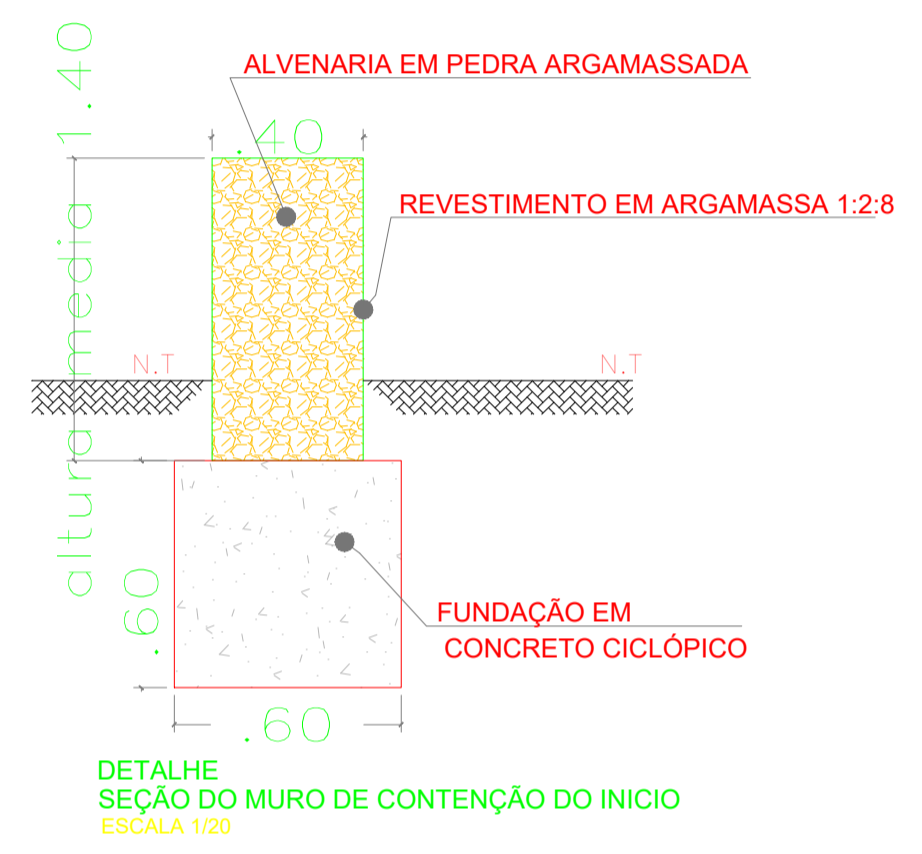 ALVENARIA EM PEDRA ARGAMASSADA
.40
altura media 1.40
REVESTIMENTO EM ARGAMASSA 1:2:8
N.T
N.T
.60
FUNDAÇÃO EM
CONCRETO CICLÓPICO
.60
DETALHE
SEÇÃO DO MURO DE CONTENÇÃO DO INICIO
ESCALA 1/20